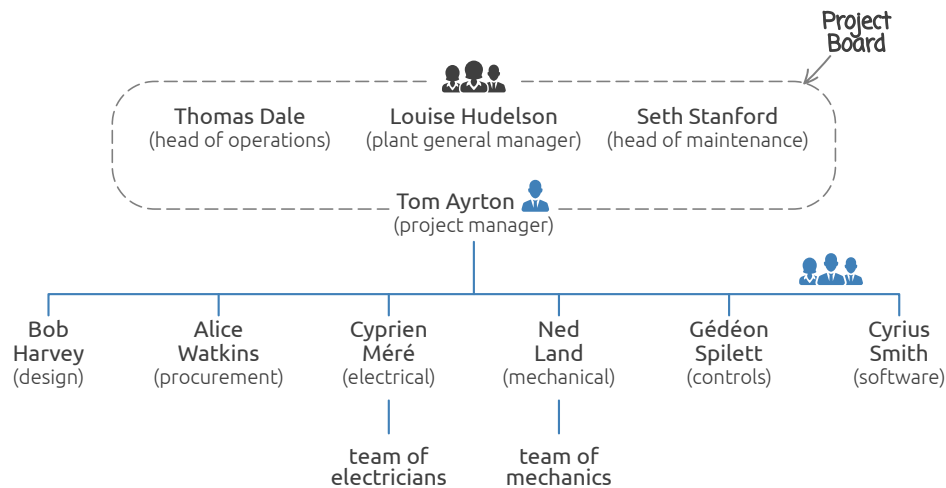 Project
Board
Thomas Dale
(head of operations)
Louise Hudelson
(plant general manager)
Seth Stanford
(head of maintenance)
Tom Ayrton
(project manager)
Bob
Harvey
(design)
Alice
Watkins
(procurement)
Cyprien
Méré
(electrical)
Ned
Land
(mechanical)
Gédéon
Spilett
(controls)
Cyrius
Smith
(software)
team of
electricians
team of
mechanics